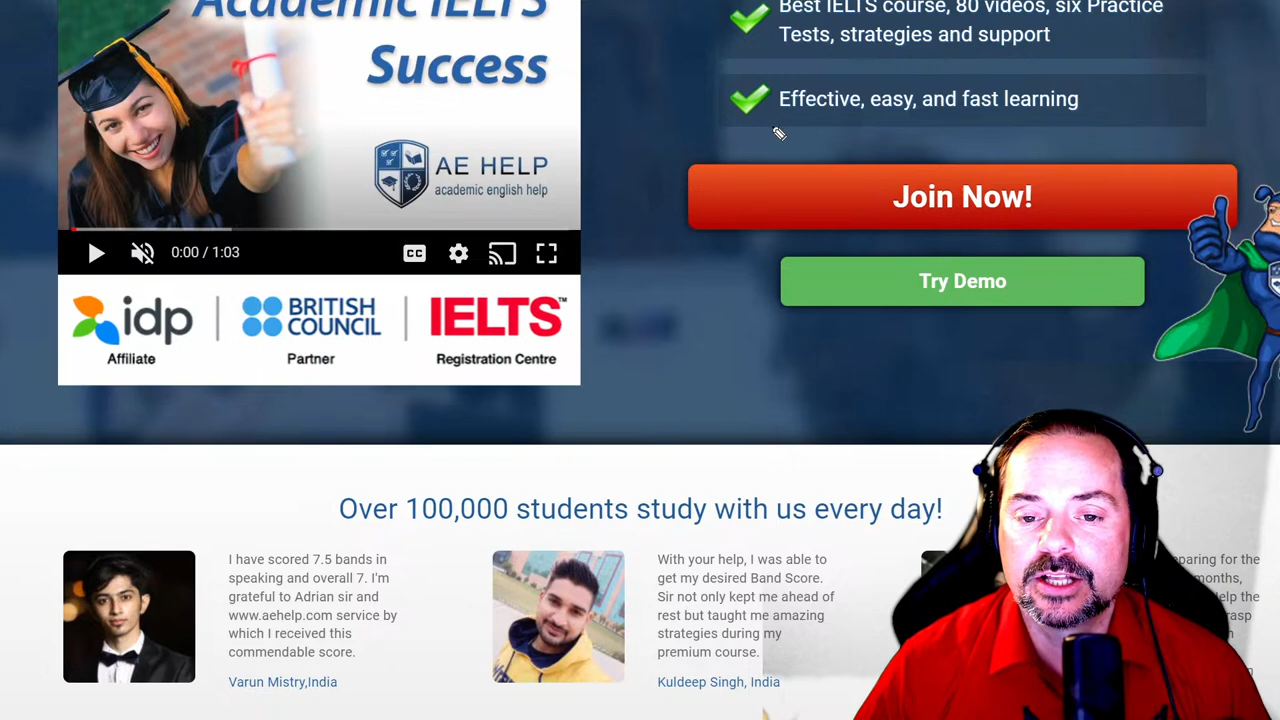 Academic IELTS
Success
AE HELP
academic english help
0:00 / 1:03
CC
idp
Affiliate
BRITISH
COUNCIL
Partner
IELTS™
Registration Centre
Best IELTS course, 80 videos, six Practice
Tests, strategies and support
Effective, easy, and fast learning
Join Now!
Try Demo
Over 100,000 students study with us every day!
I have scored 7.5 bands in
speaking and overall 7. I'm
grateful to Adrian sir and
www.aehelp.com service by
which I received this
commendable score.
Varun Mistry,India
With your help, I was able to
get my desired Band Score.
Sir not only kept me ahead of
rest but taught me amazing
strategies during my
premium course.
Kuldeep Singh, India
for the
months,
the